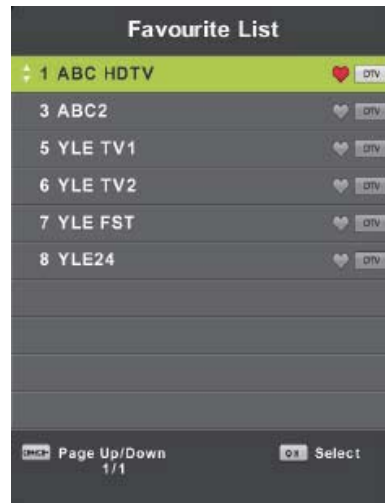 Favourite List
1 ABC HDTV DTV
3 ABC2 DTV
5 YLE TV1 DTV
6 YLE TV2 DTV
7 YLE FST DTV
8 YLE24 DTV
Page Up/Down OK Select
1/1